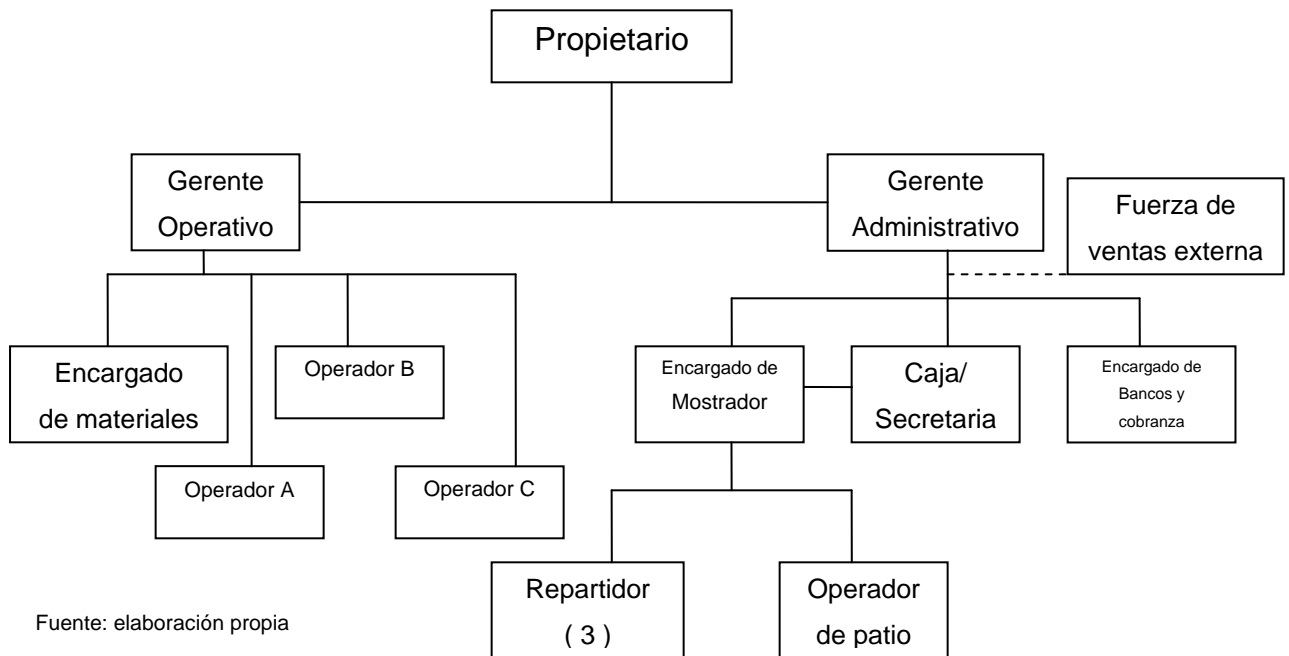 Propietario
Gerente
Operativo
Gerente
Administrativo
Fuerza de
ventas externa
Encargado
de materiales
Operador B
Encargado de
Mostrador
Caja/
Secretaria
Encargado de
Bancos y
cobranza
Operador A
Operador C
Repartidor
( 3 )
Operador
de patio
Fuente: elaboración propia